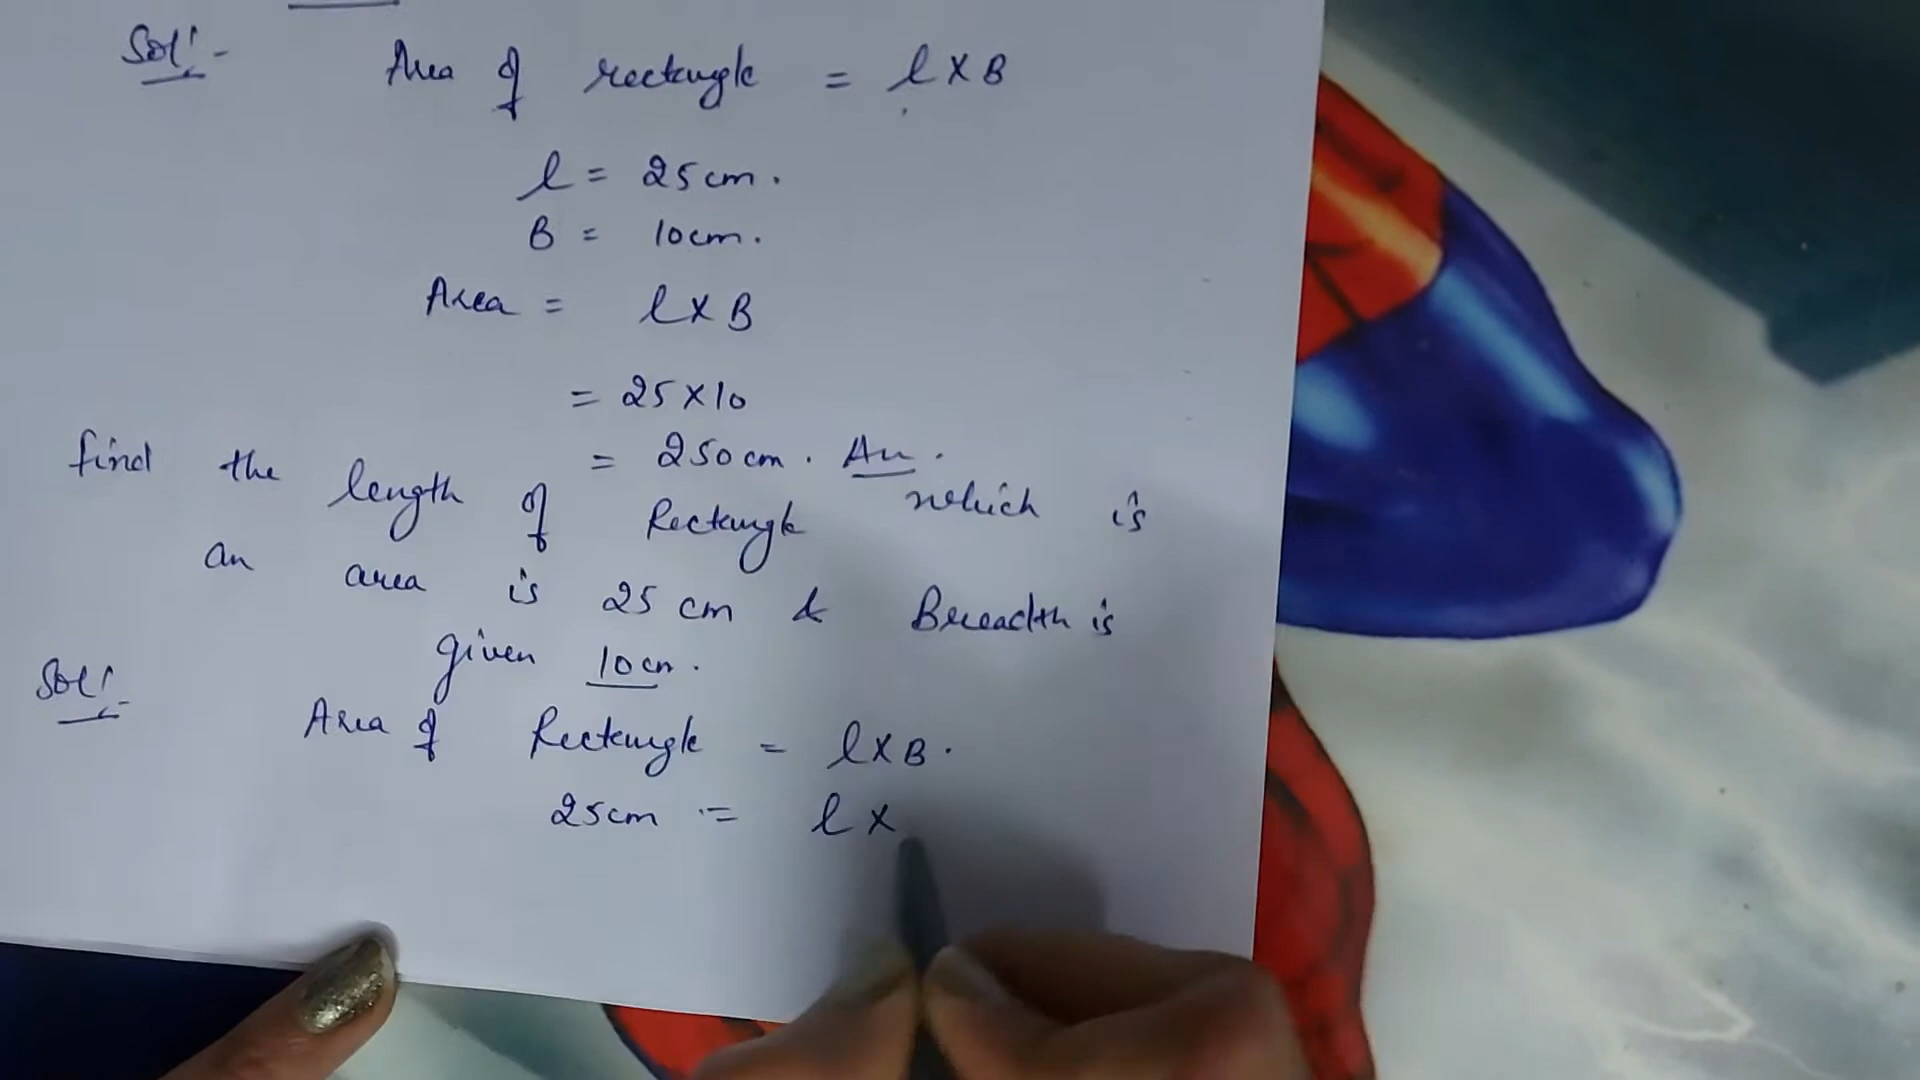 Sol:-
Area of rectangle = l x B
l = 25 cm.
B = 10cm.
Area = l x B
= 25 x 10
= 250 cm. An.
find the length of Rectangle which is
an area is 25 cm & Breadth is
given 10cm.
Sol:-
Area of Rectangle = l x B.
25cm = l x